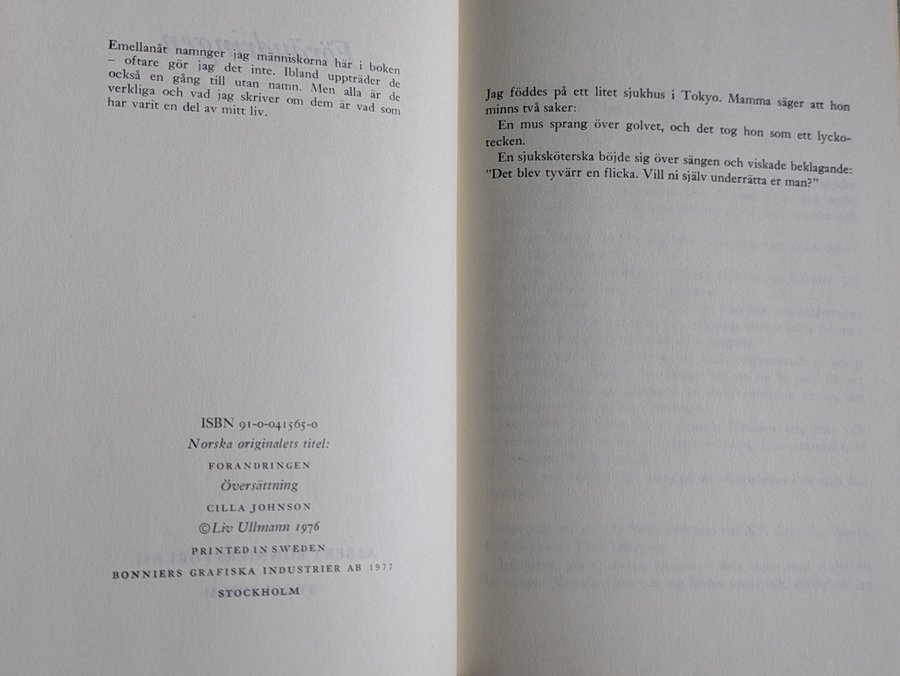 Emellanåt namnger jag människorna här i boken
– oftare gör jag det inte. Ibland uppträder de
också en gång till utan namn. Men alla är de
verkliga och vad jag skriver om dem är vad som
har varit en del av mitt liv.
ISBN 91-0-041565-0
Norska originalets titel:
FORANDRINGEN
Översättning
CILLA JOHNSON
©Liv Ullmann 1976
PRINTED IN SWEDEN
BONNIERS GRAFISKA INDUSTRIER AB 1977
STOCKHOLM
Jag föddes på ett litet sjukhus i Tokyo. Mamma säger att hon
minns två saker:
En mus sprang över golvet, och det tog hon som ett lycko-
tecken.
En sjuksköterska böjde sig över sängen och viskade beklagande:
”Det blev tyvärr en flicka. Vill ni själv underrätta er man?”